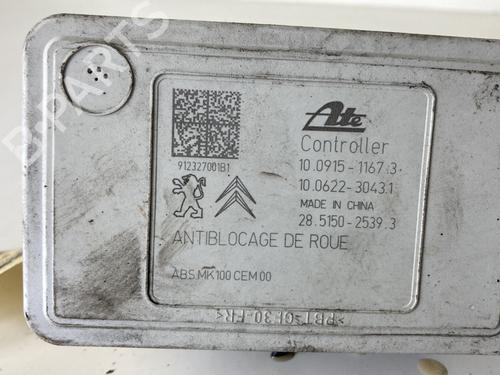 B-PARTS
Ate
Controller
10.0915-1167.3
912327001B1
10.0622-3043.1
MADE IN CHINA
28.5150-2539.3
ANTIBLOCAGE DE ROUE
ABS MK100 CEM 00
>PBT-GF30 FR<